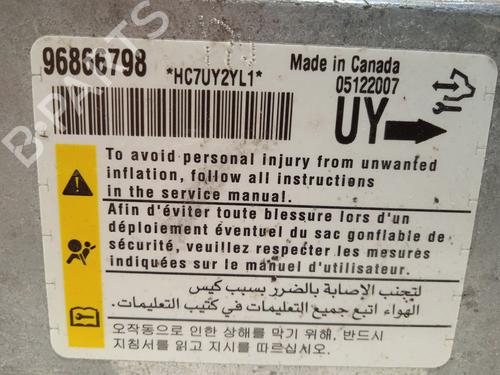 96866798
*HC7UY2YL1*
Made in Canada
05122007
UY
To avoid personal injury from unwanted
inflation, follow all instructions
in the service manual.
Afin d'éviter toute blessure lors d'un
déploiement éventuel du sac gonflable de
sécurité, veuillez respecter les mesures
indiquées sur le manuel d'utilisateur.
لتجنب الإصابة بالضرر بسبب كيس
الهواء اتبع جميع التعليمات في كتيب التعليمات.
오작동으로 인한 상해를 막기 위해, 반드시
지침서를 읽고 지시를 따르십시오.
B-PARTS